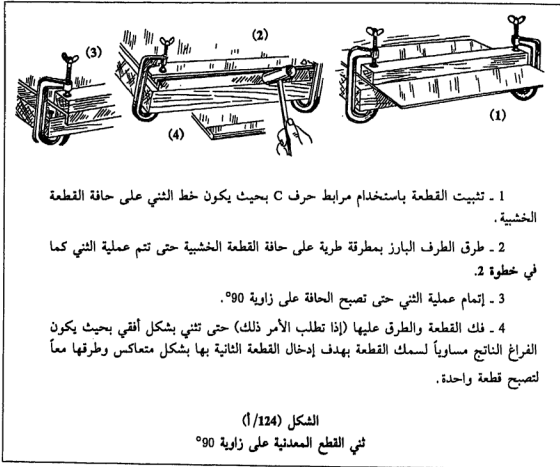 (3)
(2)
(4)
(1)
1 ـ تثبيت القطعة باستخدام مرابط حرف C بحيث يكون خط الثني على حافة القطعة
الخشبية .
2 ـ طرق الطرف البارز بمطرقة طرية على حافة القطعة الخشبية حتى تتم عملية الثني كما
في خطوة 2.
3 ـ إتمام عملية الثني حتى تصبح الحافة على زاوية 90°.
4 ـ فك القطعة والطرق عليها (إذا تطلب الأمر ذلك) حتى تثني بشكل أفقي بحيث يكون
الفراغ الناتج مساوياً لسمك القطعة بهدف إدخال القطعة الثانية بها بشكل متعاكس وطرقها معاً
لتصبح قطعة واحدة .
الشكل (124/ أ)
ثني القطع المعدنية على زاوية 90°